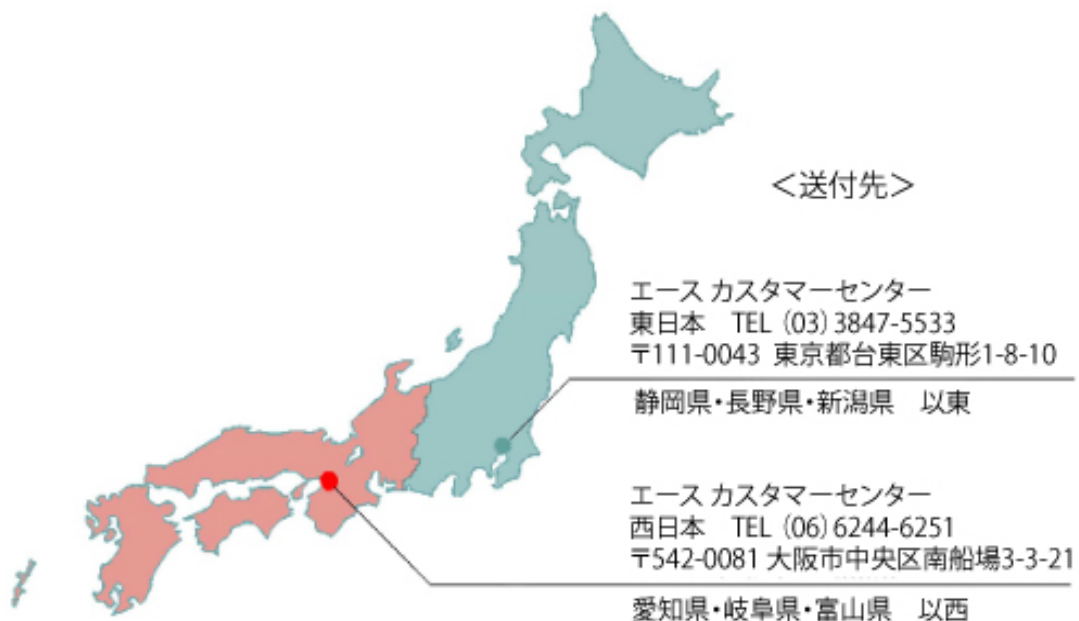 ＜送付先＞
エース カスタマーセンター
東日本　TEL (03) 3847-5533
〒111-0043 東京都台東区駒形1-8-10
静岡県・長野県・新潟県　以東
エース カスタマーセンター
西日本　TEL (06) 6244-6251
〒542-0081 大阪市中央区南船場3-3-21
愛知県・岐阜県・富山県　以西